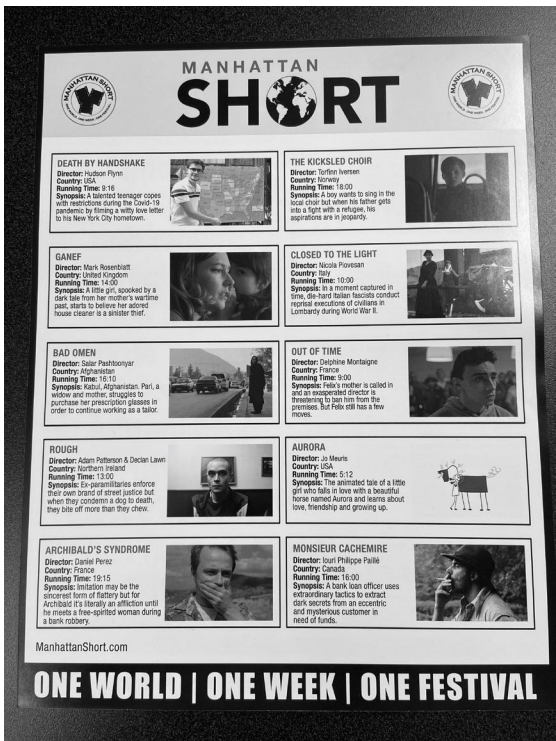 MANHATTAN
SHORT
MANHATTAN SHORT
MANHATTAN SHORT
DEATH BY HANDSHAKE
Director: Hudson Flynn
Country: USA
Running Time: 9:16
Synopsis: A talented teenager copes
with restrictions during the Covid-19
pandemic by filming a witty love letter
to his New York City hometown.
THE KICKSLED CHOIR
Director: Torfinn Iversen
Country: Norway
Running Time: 18:00
Synopsis: A boy wants to sing in the
local choir but when his father gets
into a fight with a refugee, his
aspirations are in jeopardy.
GANEF
Director: Mark Rosenblatt
Country: United Kingdom
Running Time: 14:00
Synopsis: A little girl, spooked by a
dark tale from her mother's wartime
past, starts to believe her adored
house cleaner is a sinister thief.
CLOSED TO THE LIGHT
Director: Nicola Piovesan
Country: Italy
Running Time: 10:00
Synopsis: In a moment captured in
time, die-hard Italian fascists conduct
reprisal executions of civilians in
Lombardy during World War II.
BAD OMEN
Director: Salar Pashtoonyar
Country: Afghanistan
Running Time: 16:10
Synopsis: Kabul, Afghanistan. Pari, a
widow and mother, struggles to
purchase her prescription glasses in
order to continue working as a tailor.
OUT OF TIME
Director: Delphine Montaigne
Country: France
Running Time: 9:00
Synopsis: Felix's mother is called in
and an exasperated director is
threatening to ban him from the
premises. But Felix still has a few
moves.
ROUGH
Director: Adam Patterson & Declan Lawn
Country: Northern Ireland
Running Time: 13:00
Synopsis: Ex-paramilitaries enforce
their own brand of street justice but
when they condemn a dog to death,
they bite off more than they chew.
AURORA
Director: Jo Meuris
Country: USA
Running Time: 5:12
Synopsis: The animated tale of a little
girl who falls in love with a beautiful
horse named Aurora and learns about
love, friendship and growing up.
ARCHIBALD'S SYNDROME
Director: Daniel Perez
Country: France
Running Time: 19:15
Synopsis: Imitation may be the
sincerest form of flattery but for
Archibald it's literally an affliction until
he meets a free-spirited woman during
a bank robbery.
MONSIEUR CACHEMIRE
Director: Iouri Philippe Paillé
Country: Canada
Running Time: 16:00
Synopsis: A bank loan officer uses
extraordinary tactics to extract
dark secrets from an eccentric
and mysterious customer in
need of funds.
ManhattanShort.com
ONE WORLD | ONE WEEK | ONE FESTIVAL